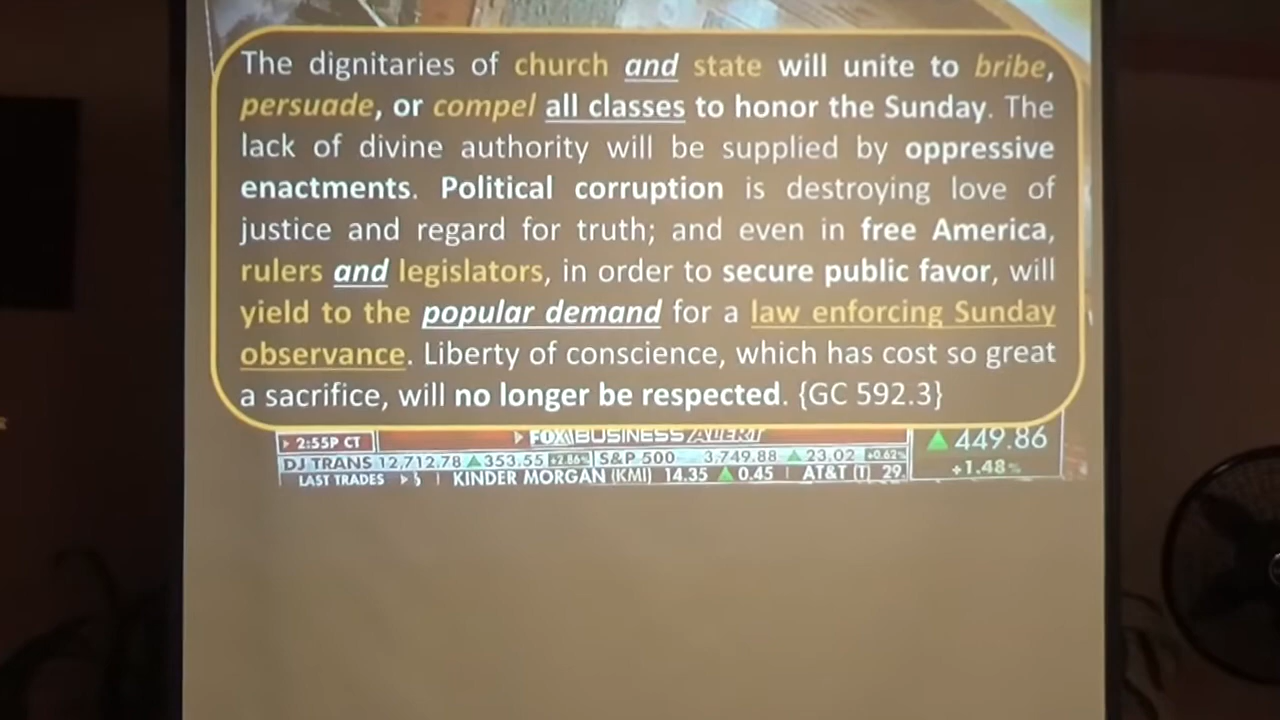 The dignitaries of church and state will unite to bribe,
persuade, or compel all classes to honor the Sunday. The
lack of divine authority will be supplied by oppressive
enactments. Political corruption is destroying love of
justice and regard for truth; and even in free America,
rulers and legislators, in order to secure public favor, will
yield to the popular demand for a law enforcing Sunday
observance. Liberty of conscience, which has cost so great
a sacrifice, will no longer be respected. {GC 592.3}
2:55P CT FOX BUSINESS ALERT 449.86
DJ TRANS 12,712.78 ▲ 353.55 +2.86% S&P 500 3,749.88 ▲ 23.02 +0.62% +1.48%
LAST TRADES KINDER MORGAN (KMI) 14.35 ▲ 0.45 AT&T (T) 29.